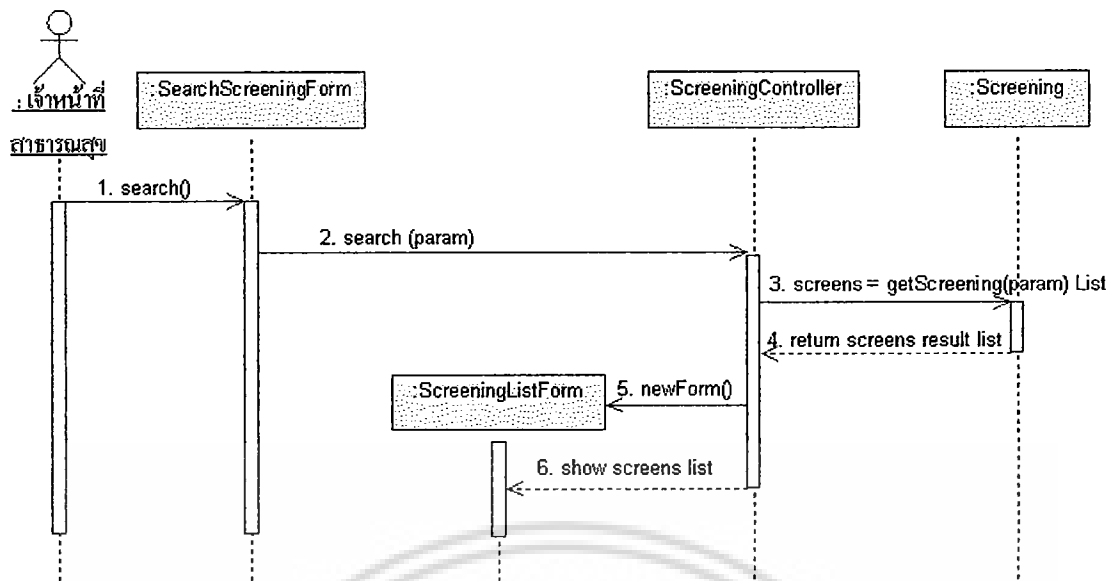 :SearchScreeningForm
:ScreeningController
:Screening
: เจ้าหน้าที่
สาธารณสุข
1. search()
2. search (param)
3. screens = getScreening(param) List
4. return screens result list
:ScreeningListForm
5. newForm()
6. show screens list